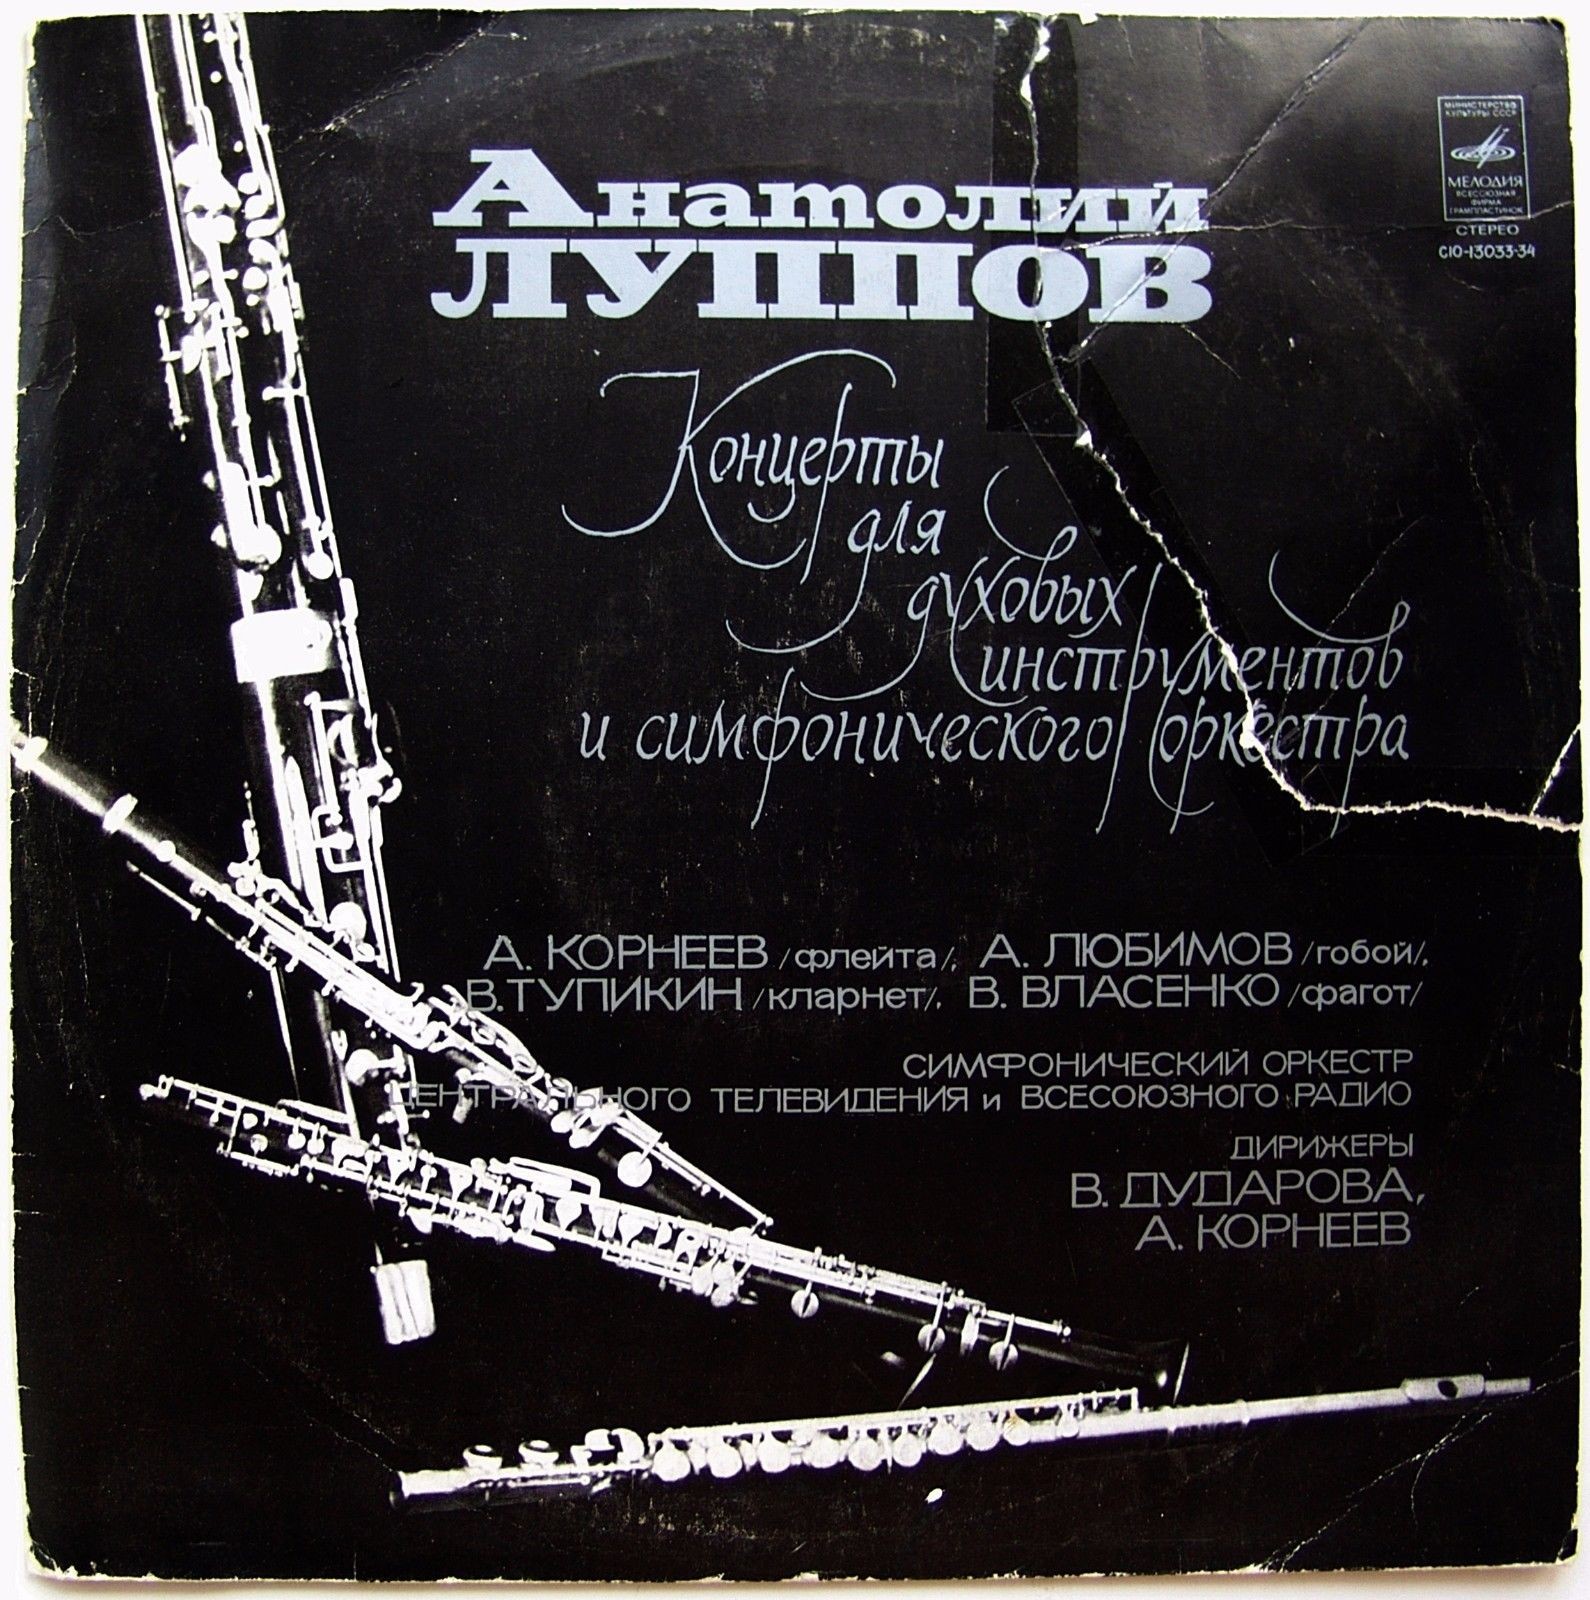 Анатолий
ЛУППОВ
МИНИСТЕРСТВО
КУЛЬТУРЫ СССР
МЕЛОДИЯ
ВСЕСОЮЗНАЯ
ФИРМА
ГРАМПЛАСТИНОК
СТЕРЕО
С10-13033-34
Концерты
для
духовых
инструментов
и симфонического оркестра
А. КОРНЕЕВ /флейта/, А. ЛЮБИМОВ /гобой/,
В. ТУПИКИН /кларнет/, В. ВЛАСЕНКО /фагот/
СИМФОНИЧЕСКИЙ ОРКЕСТР
ЦЕНТРАЛЬНОГО ТЕЛЕВИДЕНИЯ и ВСЕСОЮЗНОГО РАДИО
ДИРИЖЕРЫ
В. ДУДАРОВА,
А. КОРНЕЕВ